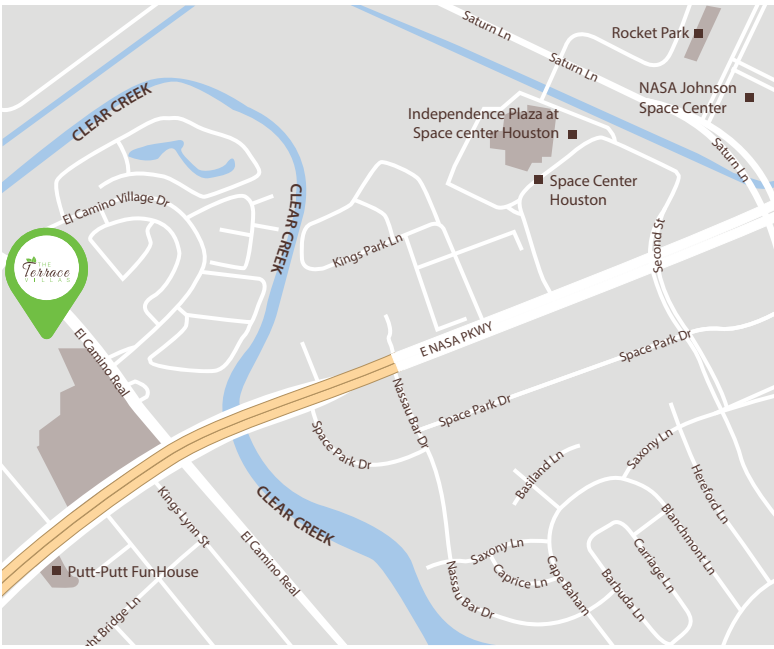 Saturn Ln
Rocket Park
Saturn Ln
NASA Johnson
Space Center
CLEAR CREEK
Independence Plaza at
Space center Houston
Saturn Ln
Space Center
Houston
El Camino Village Dr
CLEAR CREEK
Kings Park Ln
Second St
THE
Terrace
VILLAS
El Camino Real
E NASA PKWY
Space Park Dr
Nassau Bar Dr
Space Park Dr
Space Park Dr
Saxony Ln
Basiland Ln
Hereford Ln
Kings Lynn St
CLEAR CREEK
El Camino Real
Blanchmont Ln
Saxony Ln
Carriage Ln
Putt-Putt FunHouse
Caprice Ln
Cape Baham
Barbuda Ln
Nassau Bar Dr
ht Bridge Ln